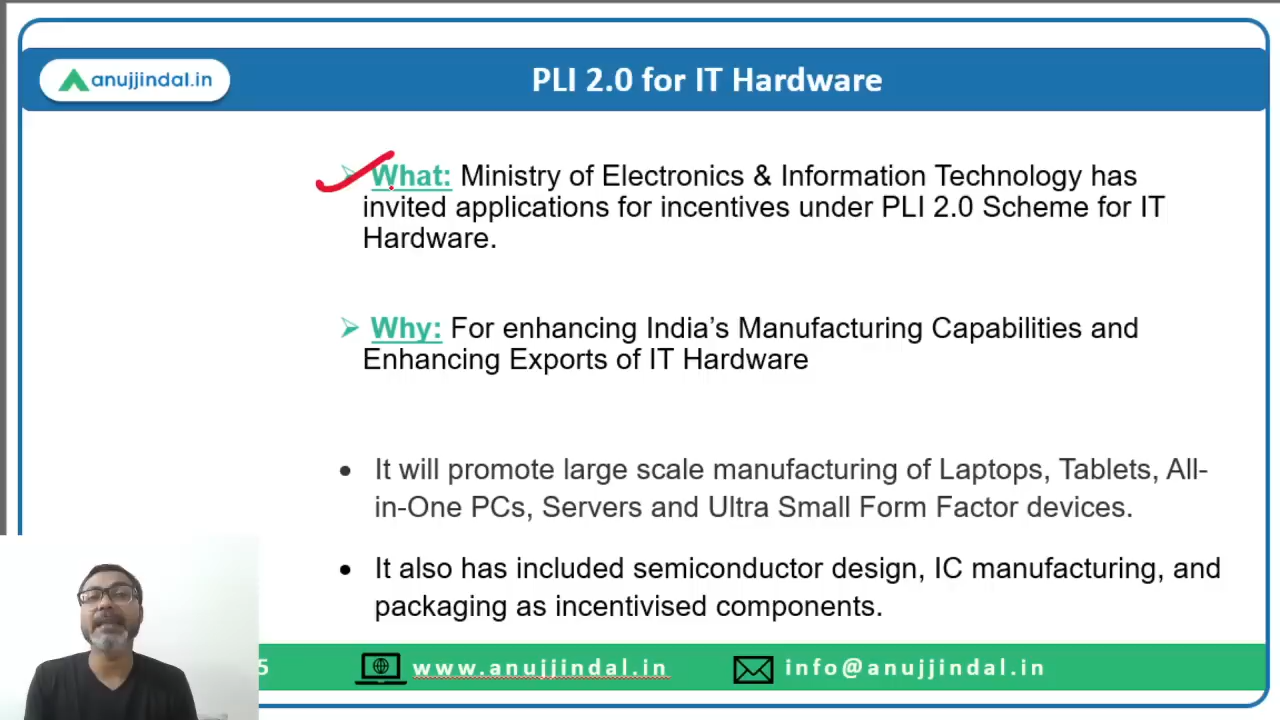 anujjindal.in
PLI 2.0 for IT Hardware
What: Ministry of Electronics & Information Technology has
invited applications for incentives under PLI 2.0 Scheme for IT
Hardware.
Why: For enhancing India’s Manufacturing Capabilities and
Enhancing Exports of IT Hardware
It will promote large scale manufacturing of Laptops, Tablets, All-
in-One PCs, Servers and Ultra Small Form Factor devices.
It also has included semiconductor design, IC manufacturing, and
packaging as incentivised components.
5 www.anujjindal.in info@anujjindal.in